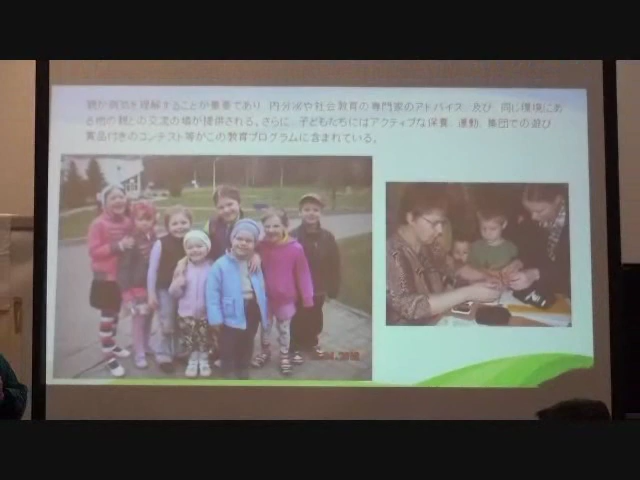 親が病気を理解することが重要であり、内分泌や社会教育の専門家のアドバイス、及び、同じ環境にあ
る他の親との交流の場が提供される。さらに、子どもたちにはアクティブな保養、運動、集団での遊び、
賞品付きのコンテスト等がこの教育プログラムに含まれている。